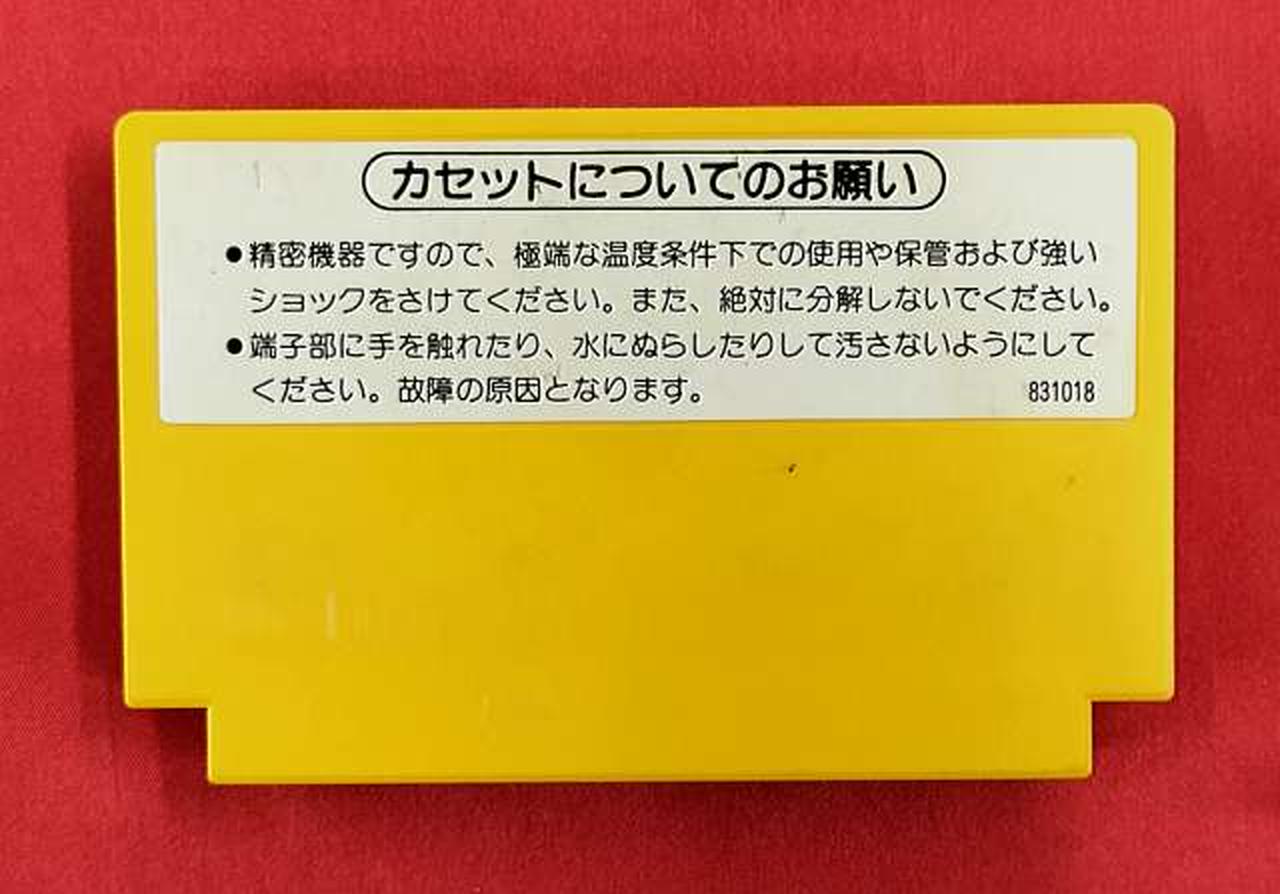 カセットについてのお願い
●精密機器ですので、極端な温度条件下での使用や保管および強い
ショックをさけてください。また、絶対に分解しないでください。
●端子部に手を触れたり、水にぬらしたりして汚さないようにして
ください。故障の原因となります。
831018